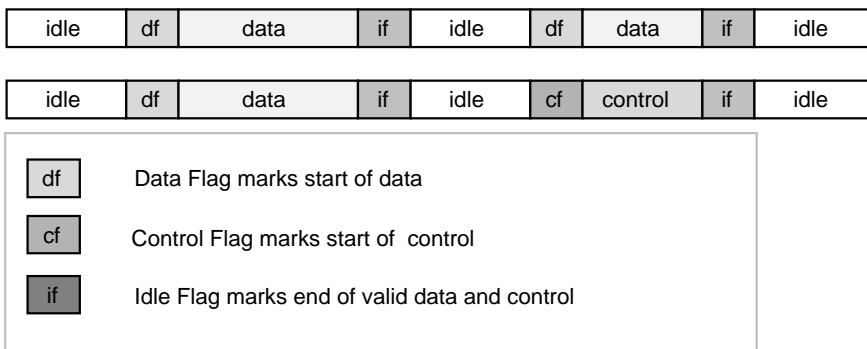 idle df data if idle df data if idle
idle df data if idle cf control if idle
df Data Flag marks start of data
cf Control Flag marks start of control
if Idle Flag marks end of valid data and control